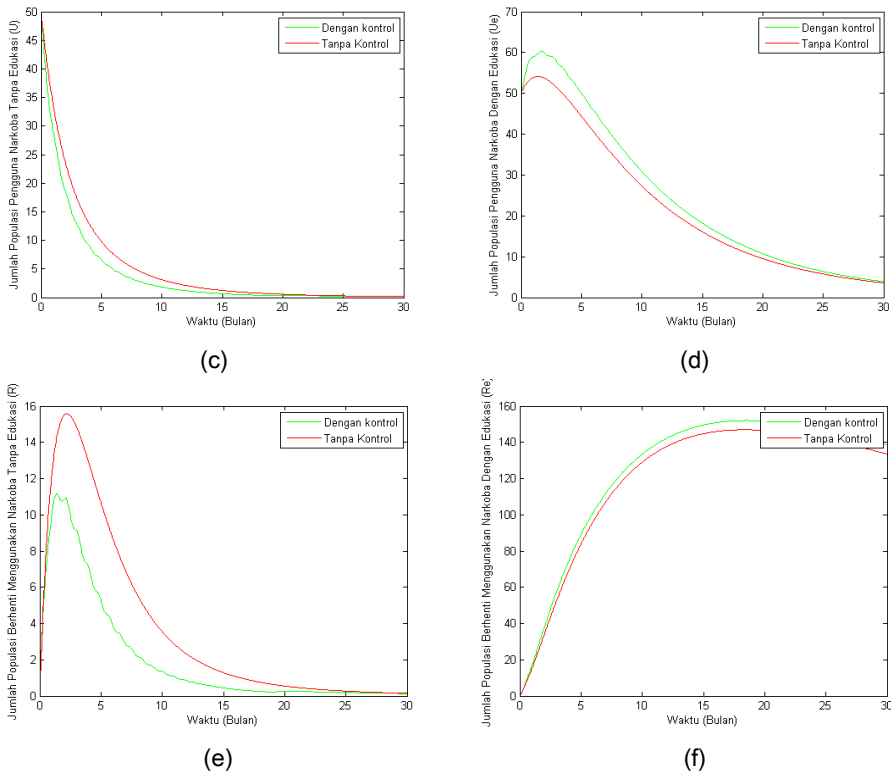 Jumlah Populasi Pengguna Narkoba Tanpa Edukasi (U)
50
45
40
35
30
25
20
15
10
5
0
0 5 10 15 20 25 30
Waktu (Bulan)
Dengan kontrol
Tanpa Kontrol
(c)
Jumlah Populasi Pengguna Narkoba Dengan Edukasi (Ue)
70
60
50
40
30
20
10
0
0 5 10 15 20 25 30
Waktu (Bulan)
Dengan kontrol
Tanpa Kontrol
(d)
Jumlah Populasi Berhenti Menggunakan Narkoba Tanpa Edukasi (R)
16
14
12
10
8
6
4
2
0
0 5 10 15 20 25 30
Waktu (Bulan)
Dengan kontrol
Tanpa Kontrol
(e)
Jumlah Populasi Berhenti Menggunakan Narkoba Dengan Edukasi (Re)
160
140
120
100
80
60
40
20
0
0 5 10 15 20 25 30
Waktu (Bulan)
Dengan kontrol
Tanpa Kontrol
(f)